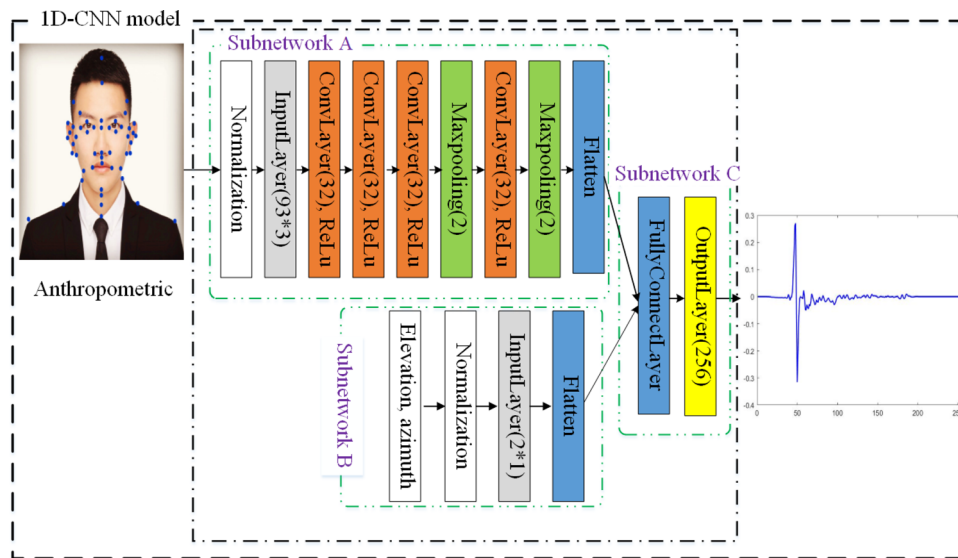 1D-CNN model
Anthropometric
Subnetwork A
Normalization
InputLayer(93*3)
ConvLayer(32), ReLu
ConvLayer(32), ReLu
ConvLayer(32), ReLu
Maxpooling(2)
ConvLayer(32), ReLu
Maxpooling(2)
Flatten
Subnetwork B
Elevation, azimuth
Normalization
InputLayer(2*1)
Flatten
Subnetwork C
FullyConnectLayer
OutputLayer(256)
0.3
0.2
0.1
0
-0.1
-0.2
-0.3
-0.4
0 50 100 150 200 250